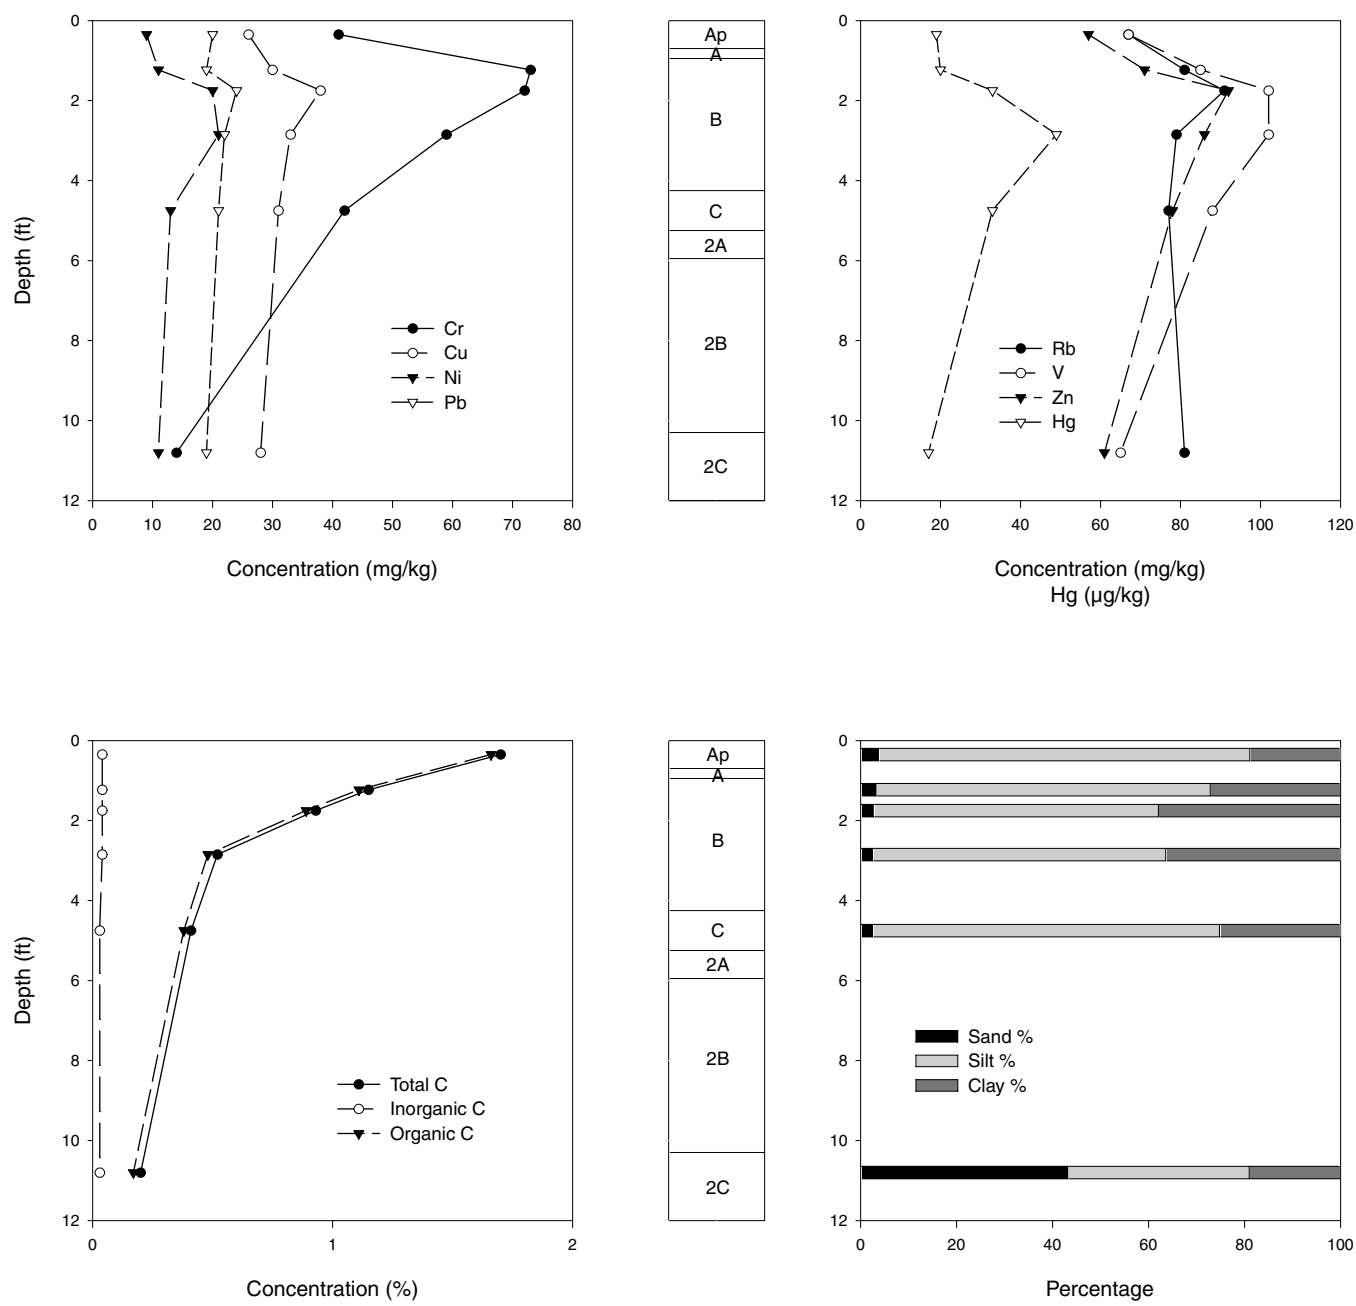 0
2
4
6
8
10
12
Depth (ft)
Cr
Cu
Ni
Pb
0 10 20 30 40 50 60 70 80
Concentration (mg/kg)
Ap
A
B
C
2A
2B
2C
0
2
4
6
8
10
12
Rb
V
Zn
Hg
0 20 40 60 80 100 120
Concentration (mg/kg)
Hg (µg/kg)
0
2
4
6
8
10
12
Depth (ft)
Total C
Inorganic C
Organic C
0 1 2
Concentration (%)
Ap
A
B
C
2A
2B
2C
0
2
4
6
8
10
12
Sand %
Silt %
Clay %
0 20 40 60 80 100
Percentage